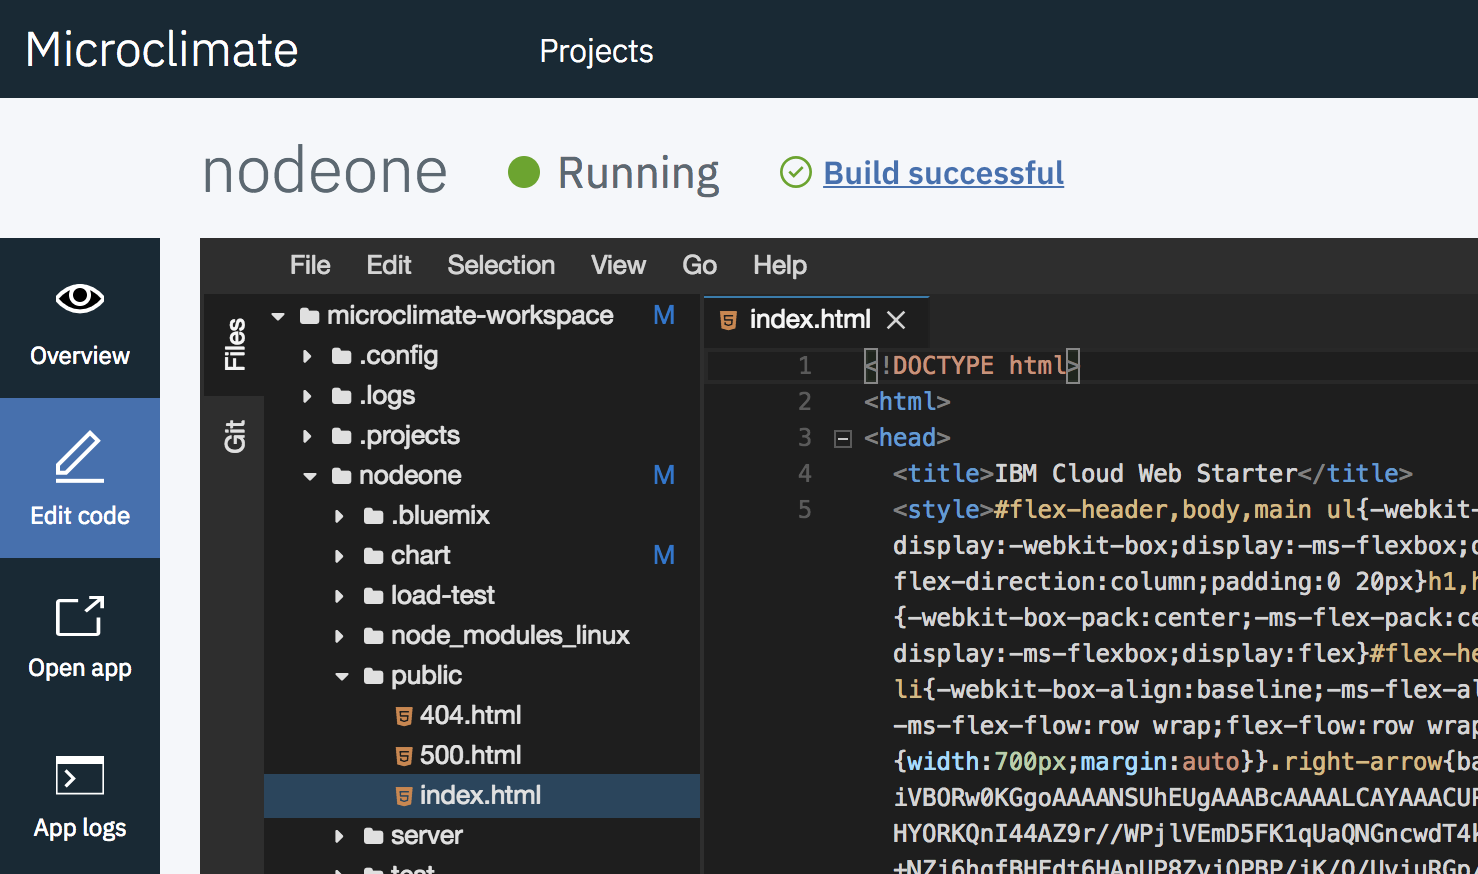 Microclimate Projects
nodeone Running Build successful
Overview
Edit code
Open app
App logs
File Edit Selection View Go Help
Files
Git
microclimate-workspace M
.config
.logs
.projects
nodeone M
.bluemix
chart M
load-test
node_modules_linux
public
404.html
500.html
index.html
server
test
index.html
1 <!DOCTYPE html>
2 <html>
3 <head>
4 <title>IBM Cloud Web Starter</title>
5 <style>#flex-header,body,main ul{-webkit-
display:-webkit-box;display:-ms-flexbox;
flex-direction:column;padding:0 20px}h1,
{-webkit-box-pack:center;-ms-flex-pack:ce
display:-ms-flexbox;display:flex}#flex-he
li{-webkit-box-align:baseline;-ms-flex-al
-ms-flex-flow:row wrap;flex-flow:row wrap
{width:700px;margin:auto}}.right-arrow{ba
iVBORw0KGgoAAAANSUhEUgAAABcAAAALCAYAAACUF
HYORKQnI44AZ9r//WPjlVEmD5FK1qUaQNGncwdT4k